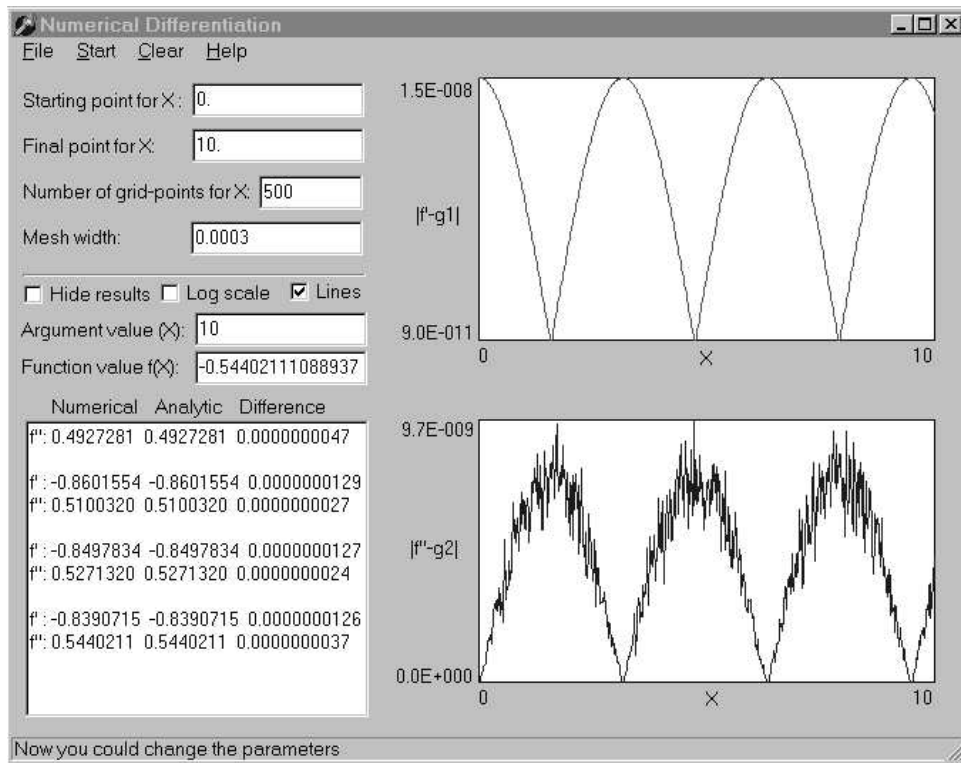 Numerical Differentiation
File Start Clear Help
Starting point for X: 0.
Final point for X: 10.
Number of grid-points for X: 500
Mesh width: 0.0003
Hide results Log scale Lines
Argument value (X): 10
Function value f(X): -0.54402111088937
Numerical Analytic Difference
f'': 0.4927281 0.4927281 0.0000000047
f' : -0.8601554 -0.8601554 0.0000000129
f'': 0.5100320 0.5100320 0.0000000027
f' : -0.8497834 -0.8497834 0.0000000127
f'': 0.5271320 0.5271320 0.0000000024
f' : -0.8390715 -0.8390715 0.0000000126
f'': 0.5440211 0.5440211 0.0000000037
1.5E-008
|f'-g1|
9.0E-011
0 X 10
9.7E-009
|f''-g2|
0.0E+000
0 X 10
Now you could change the parameters